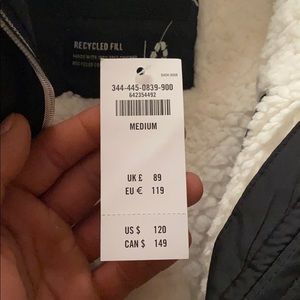 RECYCLED FILL
344-445-0839-900
642354492
MEDIUM
UK £ 89
EU € 119
US $ 120
CAN $ 149